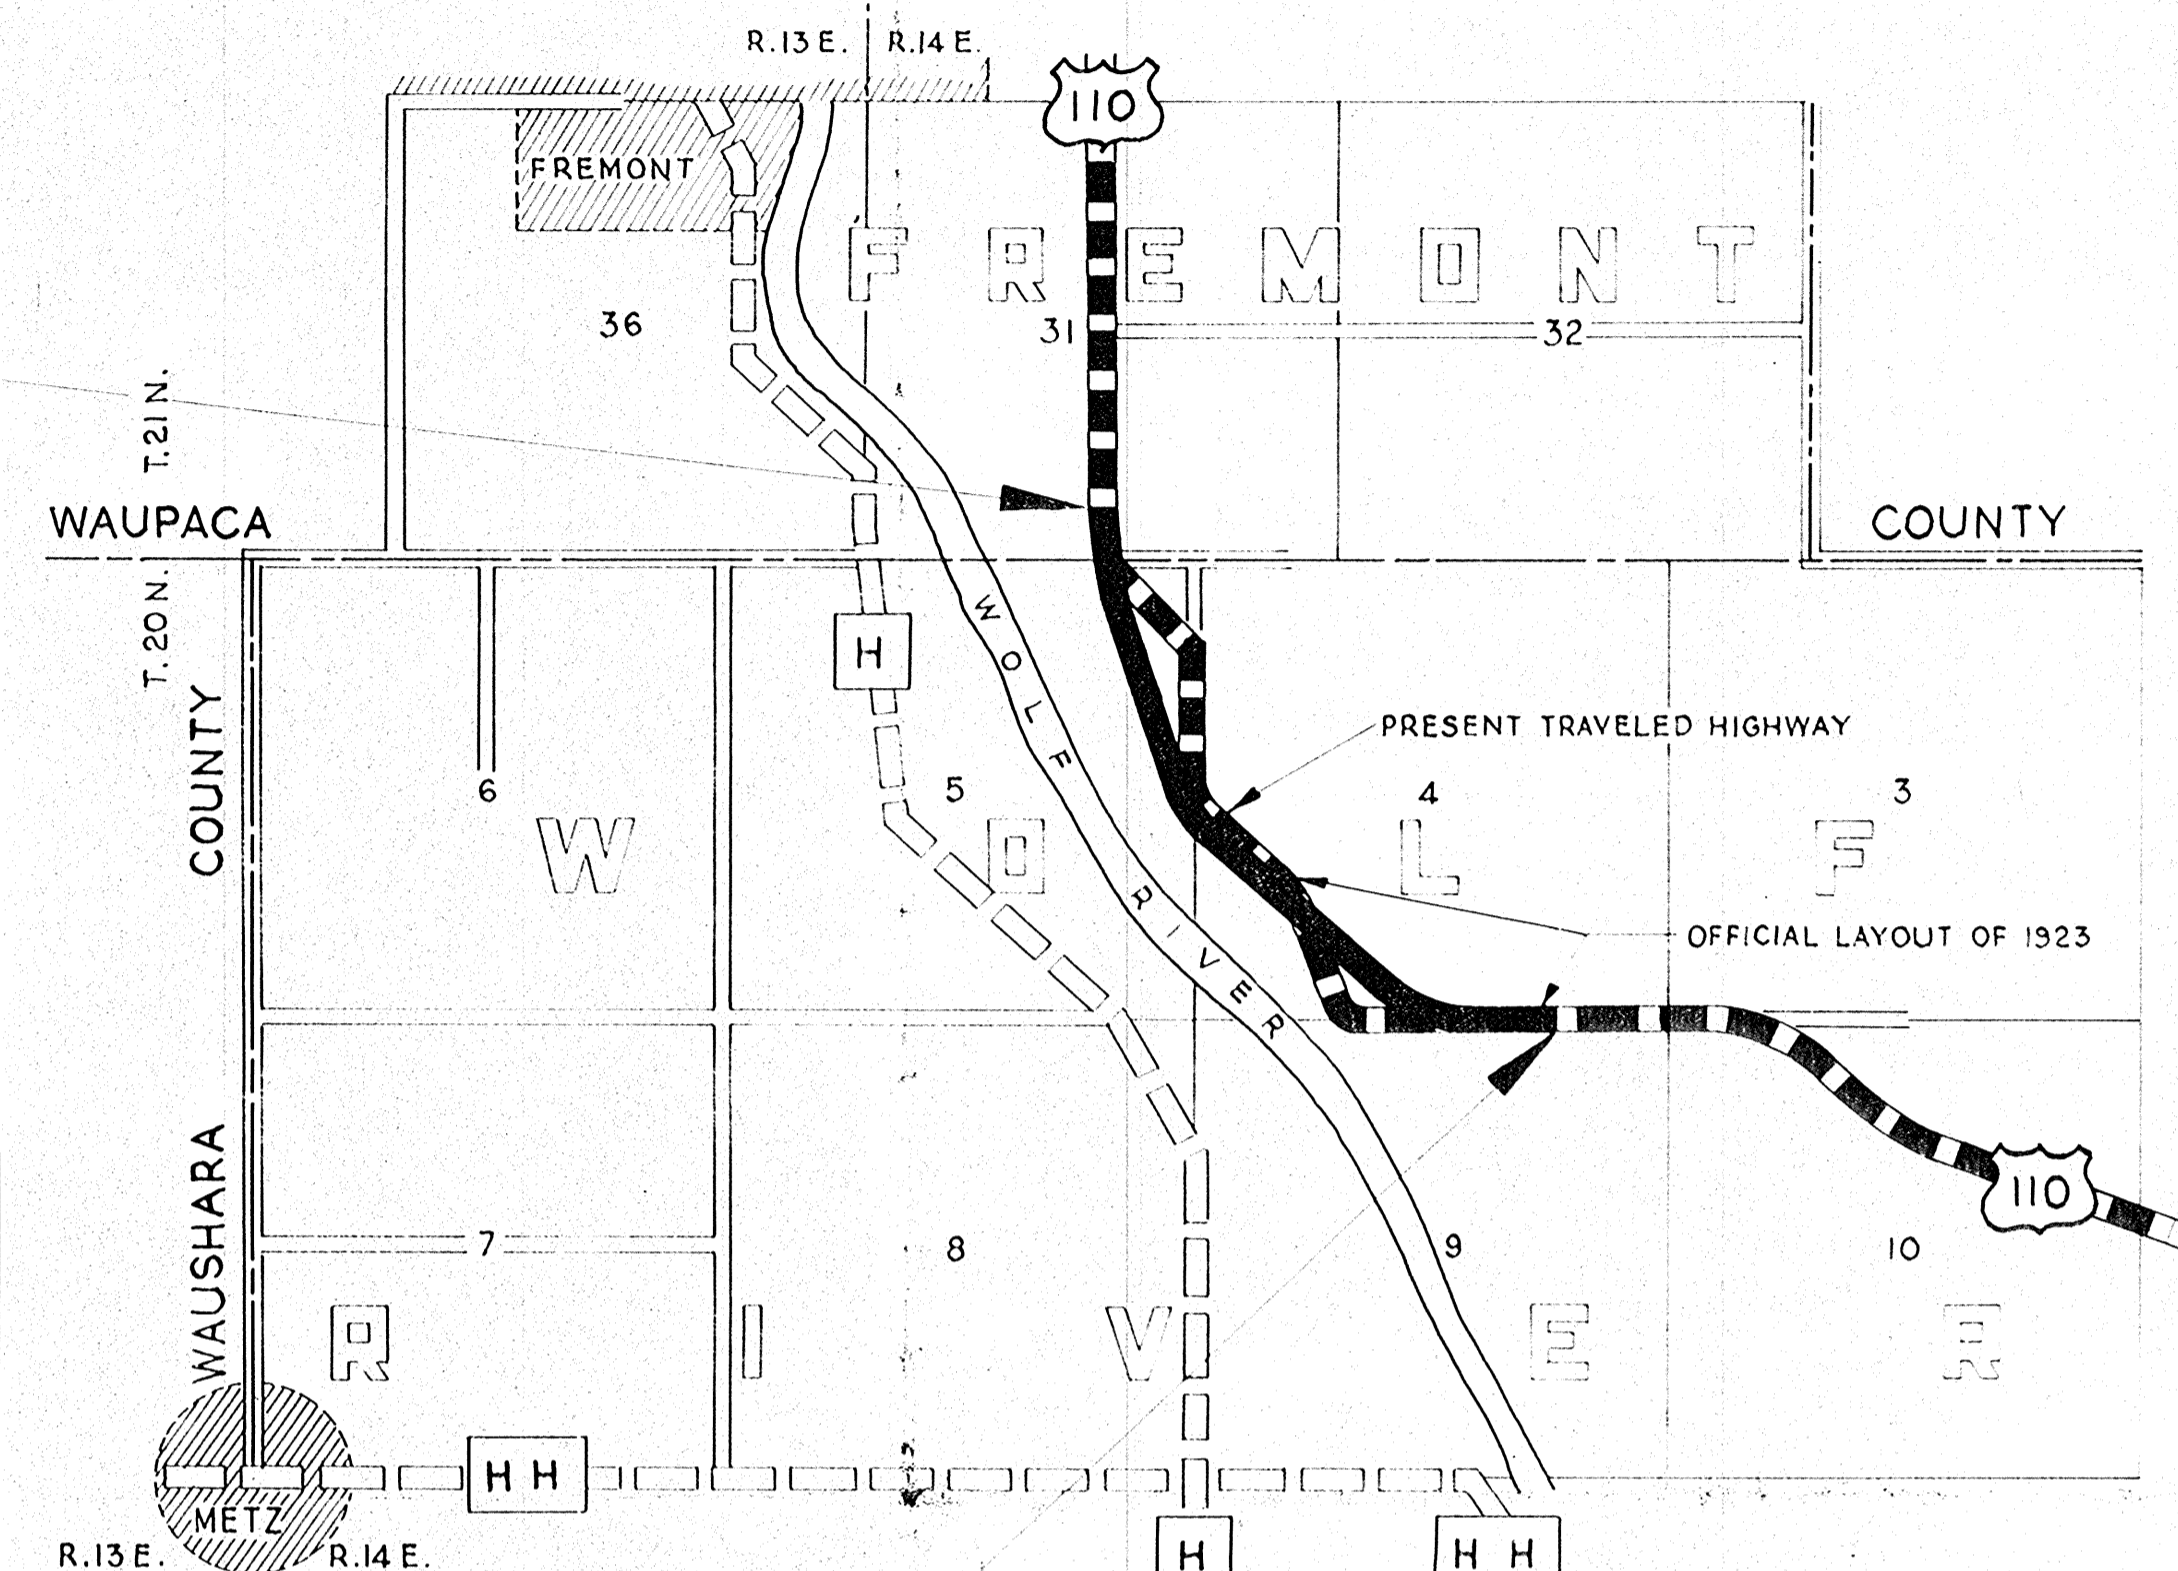 R.13 E. R.14 E.
110
FREMONT
FREMONT
36
31
32
T.21 N.
WAUPACA
COUNTY
T.20 N.
COUNTY
WAUSHARA
H
WOLF RIVER
PRESENT TRAVELED HIGHWAY
6
5
4
3
WOLF
OFFICIAL LAYOUT OF 1923
110
7
8
9
10
RIVER
HH
METZ
R.13 E. R.14 E.
H
HH